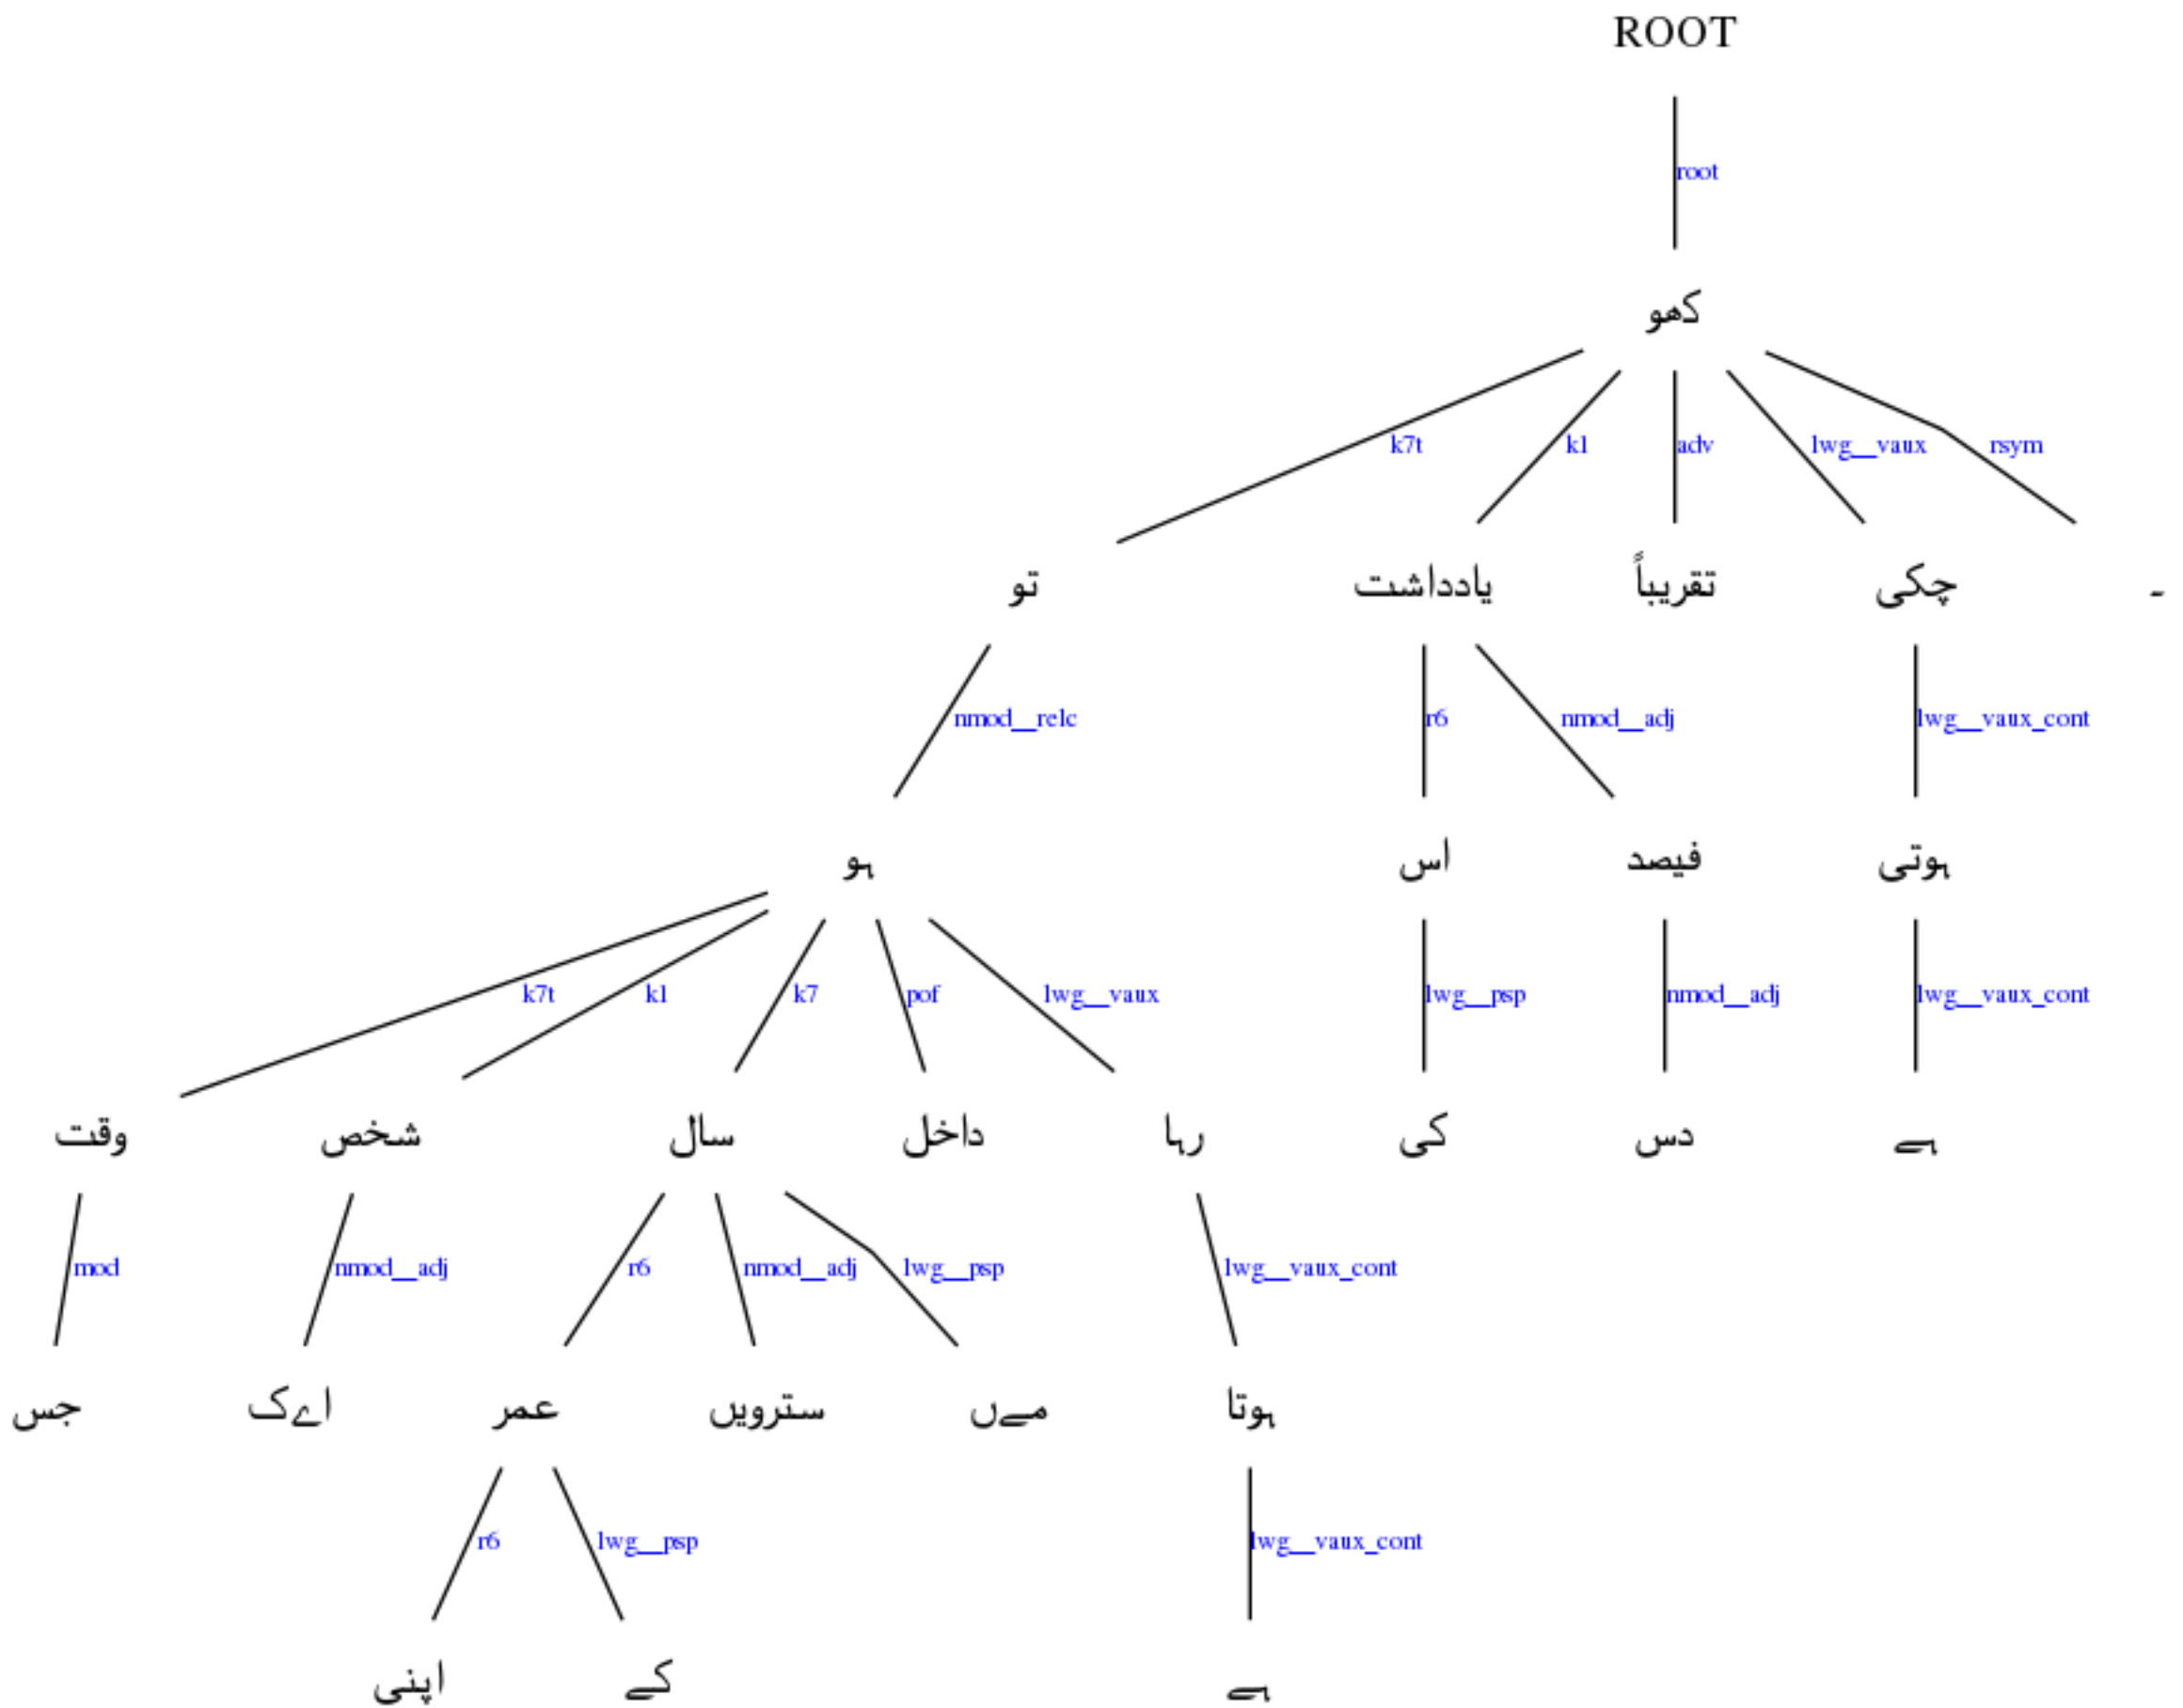 ROOT
root
کھو
k7t k1 adv lwg__vaux rsym
تو یادداشت تقریباً چکی ۔
nmod__relc r6 nmod__adj lwg__vaux_cont
ہو اس فیصد ہوتی
k7t k1 k7 pof lwg__vaux lwg__psp nmod__adj lwg__vaux_cont
وقت شخص سال داخل رہا کی دس ہے
mod nmod__adj r6 nmod__adj lwg__psp lwg__vaux_cont
جس اےک عمر سترویں مےں ہوتا
r6 lwg__psp lwg__vaux_cont
اپنی کے ہے